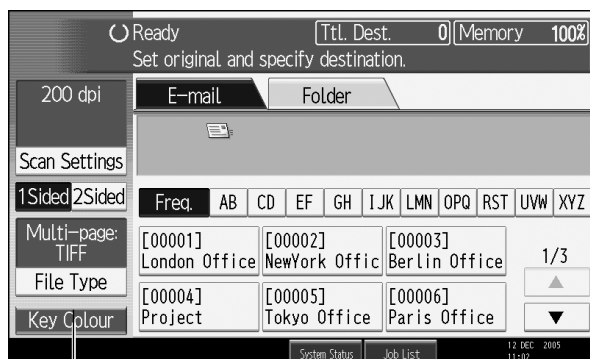 Ready
Ttl. Dest. 0
Memory 100%
Set original and specify destination.
200 dpi
Scan Settings
1Sided 2Sided
Multi-page:
TIFF
File Type
Key Colour
E-mail
Folder
Freq. AB CD EF GH IJK LMN OPQ RST UVW XYZ
[00001]
London Office
[00002]
NewYork Offic
[00003]
Berlin Office
[00004]
Project
[00005]
Tokyo Office
[00006]
Paris Office
1/3
System Status
Job List
12 DEC 2005
11:02